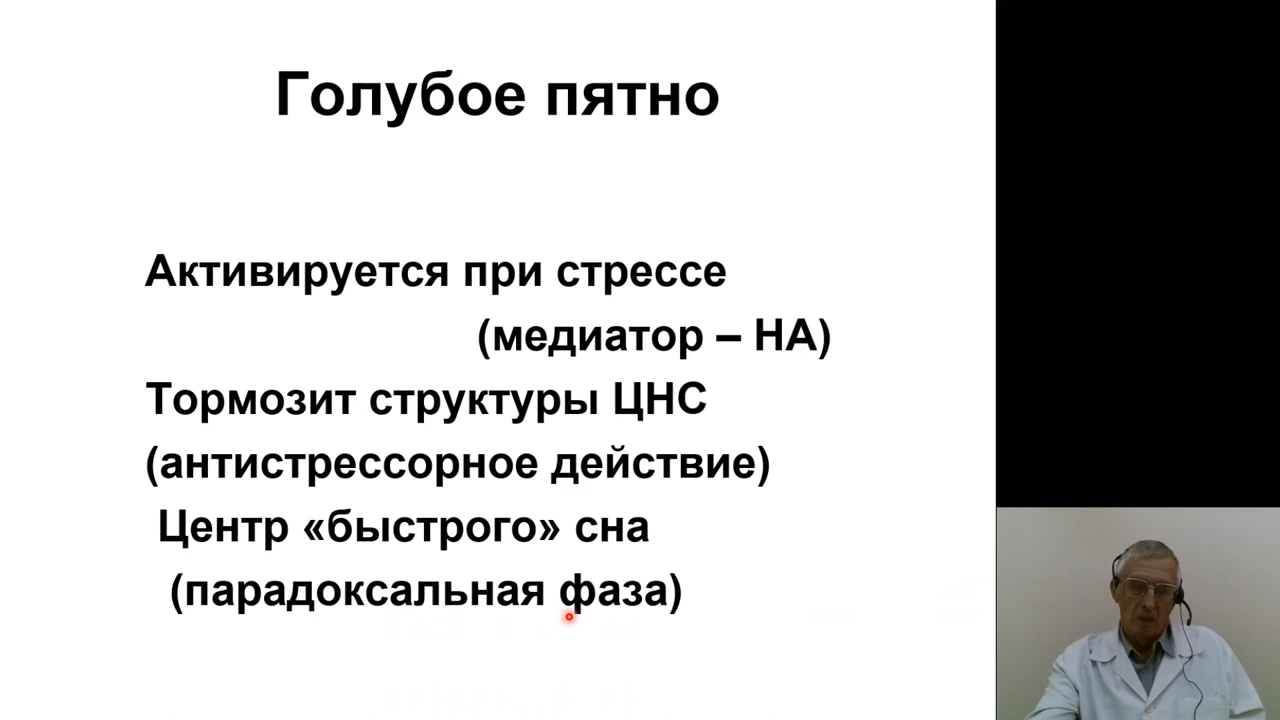 Голубое пятно
Активируется при стрессе
(медиатор – НА)
Тормозит структуры ЦНС
(антистрессорное действие)
Центр «быстрого» сна
(парадоксальная фаза)